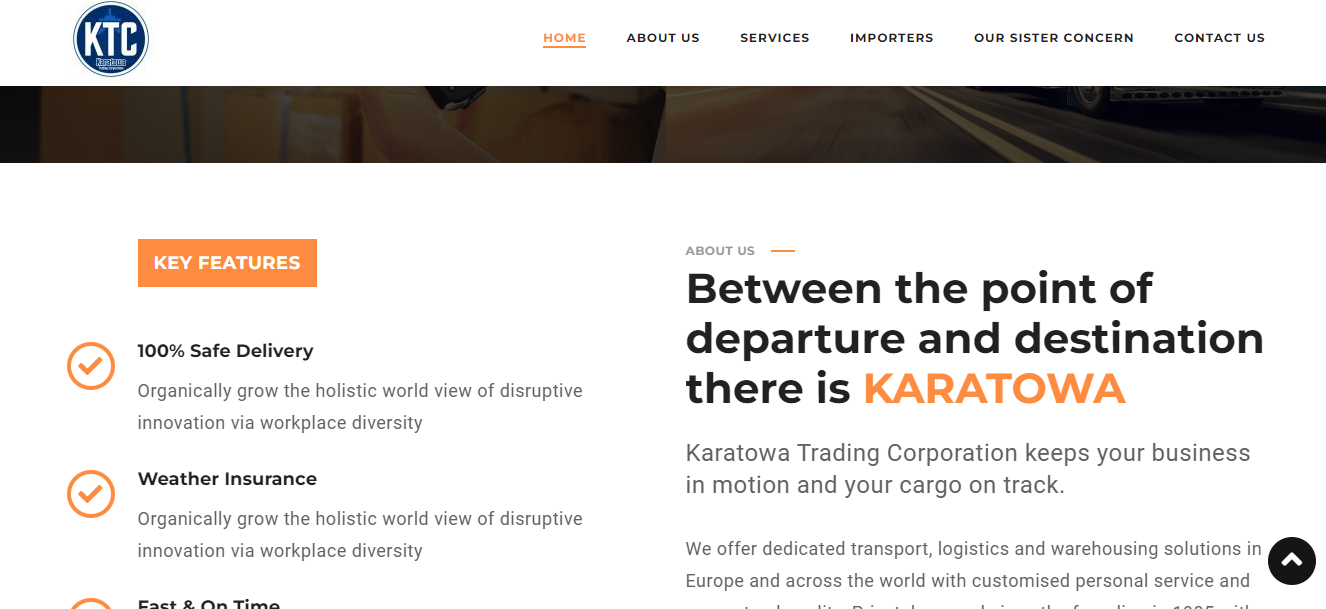 KTC
Karatowa
Trading Corporation
HOME
ABOUT US
SERVICES
IMPORTERS
OUR SISTER CONCERN
CONTACT US
KEY FEATURES
100% Safe Delivery
Organically grow the holistic world view of disruptive
innovation via workplace diversity
Weather Insurance
Organically grow the holistic world view of disruptive
innovation via workplace diversity
Fast & On Time
ABOUT US
Between the point of
departure and destination
there is KARATOWA
Karatowa Trading Corporation keeps your business
in motion and your cargo on track.
We offer dedicated transport, logistics and warehousing solutions in
Europe and across the world with customised personal service and